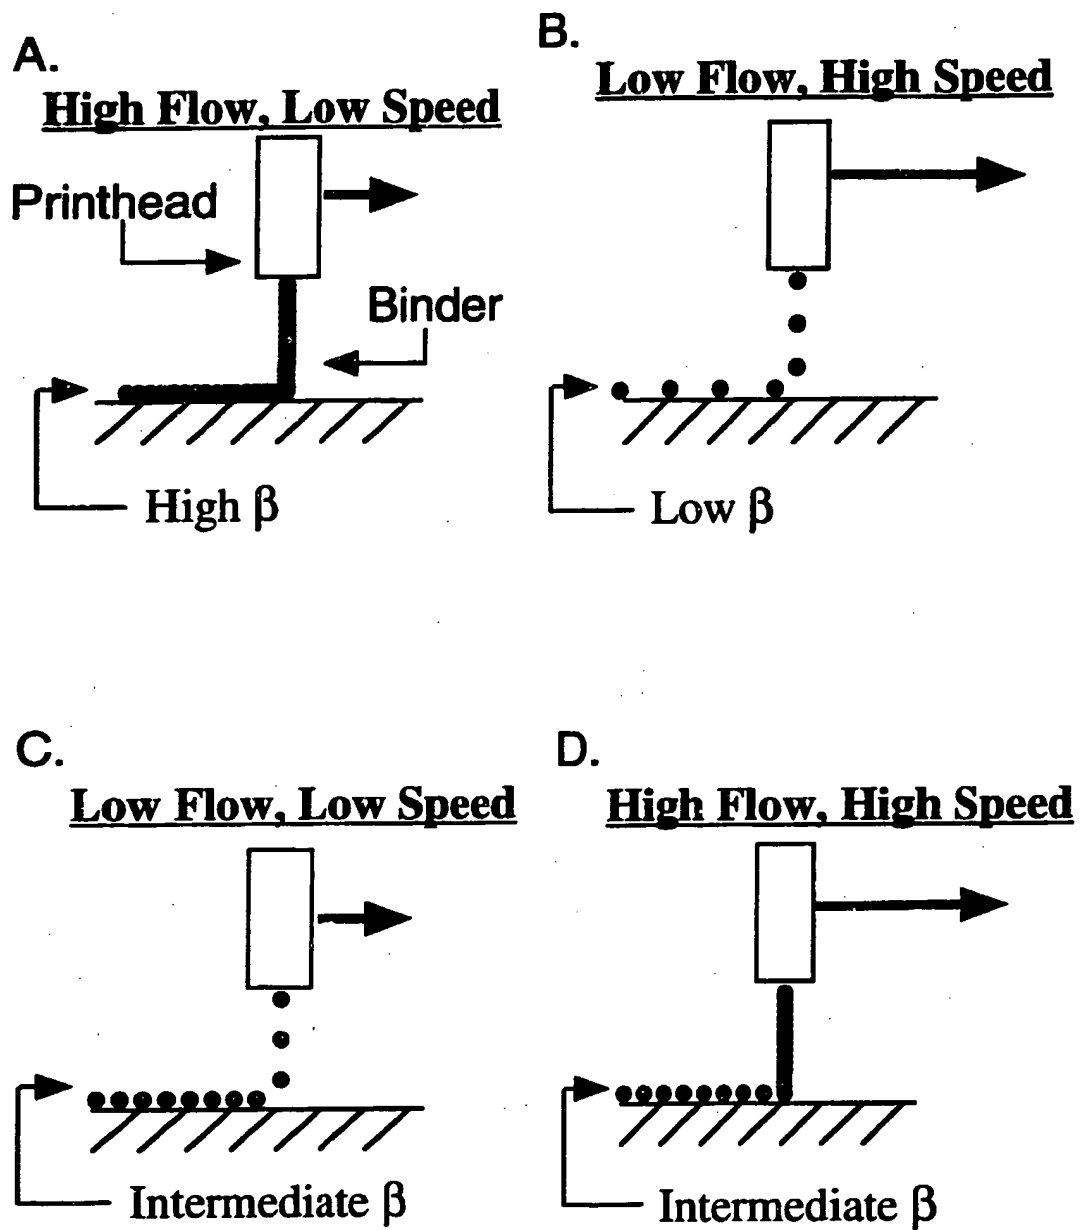 A.
High Flow, Low Speed
Printhead
Binder
High β
B.
Low Flow, High Speed
Low β
C.
Low Flow, Low Speed
Intermediate β
D.
High Flow, High Speed
Intermediate β